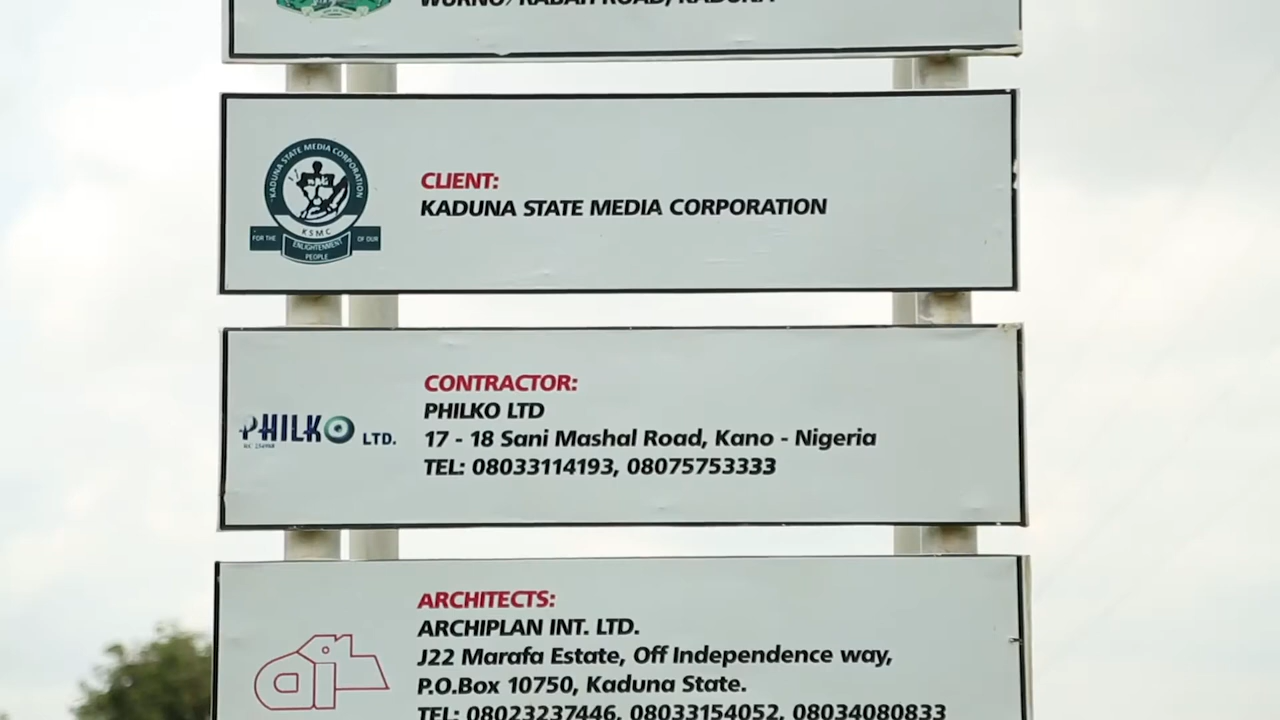 WURNO/RABAH ROAD, KADUNA
KADUNA STATE MEDIA CORPORATION
KSMC
FOR THE ENLIGHTENMENT OF OUR
PEOPLE
CLIENT:
KADUNA STATE MEDIA CORPORATION
PHILKO LTD.
CONTRACTOR:
PHILKO LTD
17 - 18 Sani Mashal Road, Kano - Nigeria
TEL: 08033114193, 08075753333
ARCHITECTS:
ARCHIPLAN INT. LTD.
J22 Marafa Estate, Off Independence way,
P.O.Box 10750, Kaduna State.
TEL: 08023237446, 08033154052, 08034080833